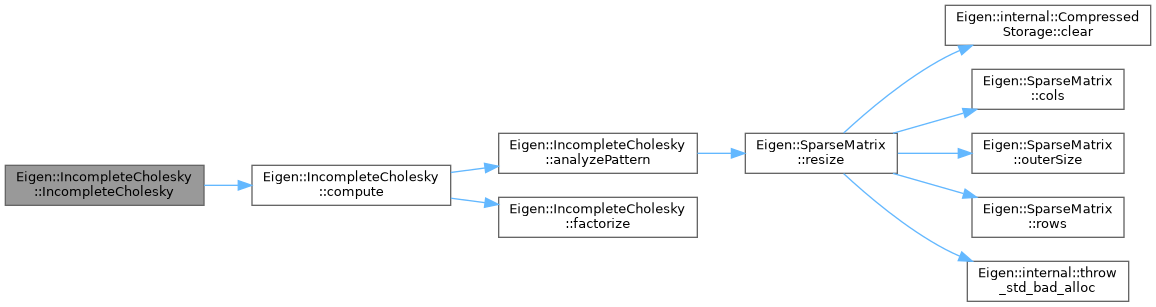 Eigen::IncompleteCholesky
::IncompleteCholesky
Eigen::IncompleteCholesky
::compute
Eigen::IncompleteCholesky
::analyzePattern
Eigen::IncompleteCholesky
::factorize
Eigen::SparseMatrix
::resize
Eigen::internal::Compressed
Storage::clear
Eigen::SparseMatrix
::cols
Eigen::SparseMatrix
::outerSize
Eigen::SparseMatrix
::rows
Eigen::internal::throw
_std_bad_alloc